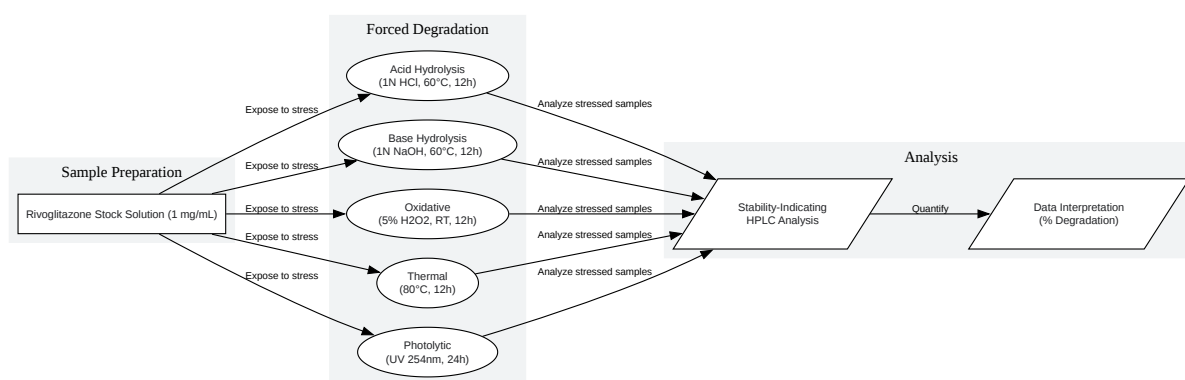 Forced Degradation
Acid Hydrolysis
(1N HCl, 60°C, 12h)
Expose to stress
Analyze stressed samples
Base Hydrolysis
(1N NaOH, 60°C, 12h)
Expose to stress
Analyze stressed samples
Sample Preparation
Analysis
Rivoglitazone Stock Solution (1 mg/mL)
Expose to stress
Oxidative
(5% H2O2, RT, 12h)
Analyze stressed samples
Stability-Indicating
HPLC Analysis
Quantify
Data Interpretation
(% Degradation)
Expose to stress
Analyze stressed samples
Thermal
(80°C, 12h)
Expose to stress
Analyze stressed samples
Photolytic
(UV 254nm, 24h)